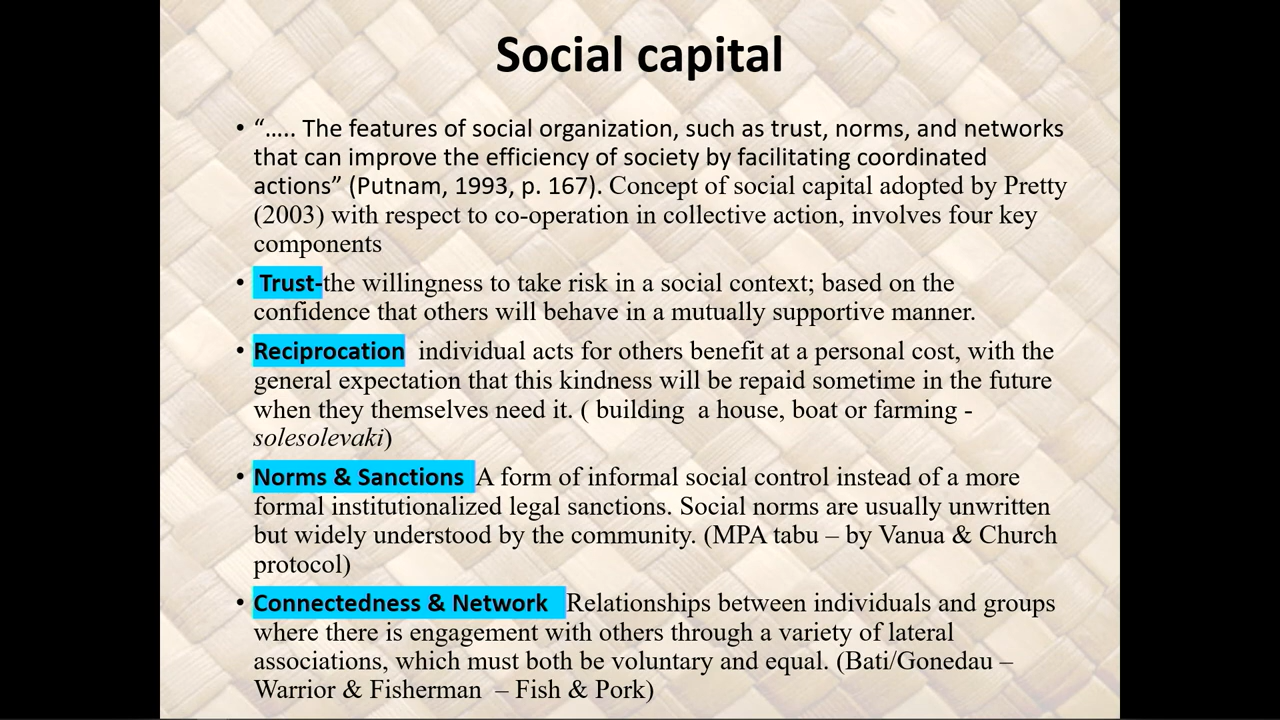 Social capital
• “….. The features of social organization, such as trust, norms, and networks
that can improve the efficiency of society by facilitating coordinated
actions” (Putnam, 1993, p. 167). Concept of social capital adopted by Pretty
(2003) with respect to co-operation in collective action, involves four key
components
• Trust-the willingness to take risk in a social context; based on the
confidence that others will behave in a mutually supportive manner.
• Reciprocation individual acts for others benefit at a personal cost, with the
general expectation that this kindness will be repaid sometime in the future
when they themselves need it. ( building a house, boat or farming -
solesolevaki)
• Norms & Sanctions A form of informal social control instead of a more
formal institutionalized legal sanctions. Social norms are usually unwritten
but widely understood by the community. (MPA tabu – by Vanua & Church
protocol)
• Connectedness & Network Relationships between individuals and groups
where there is engagement with others through a variety of lateral
associations, which must both be voluntary and equal. (Bati/Gonedau –
Warrior & Fisherman – Fish & Pork)